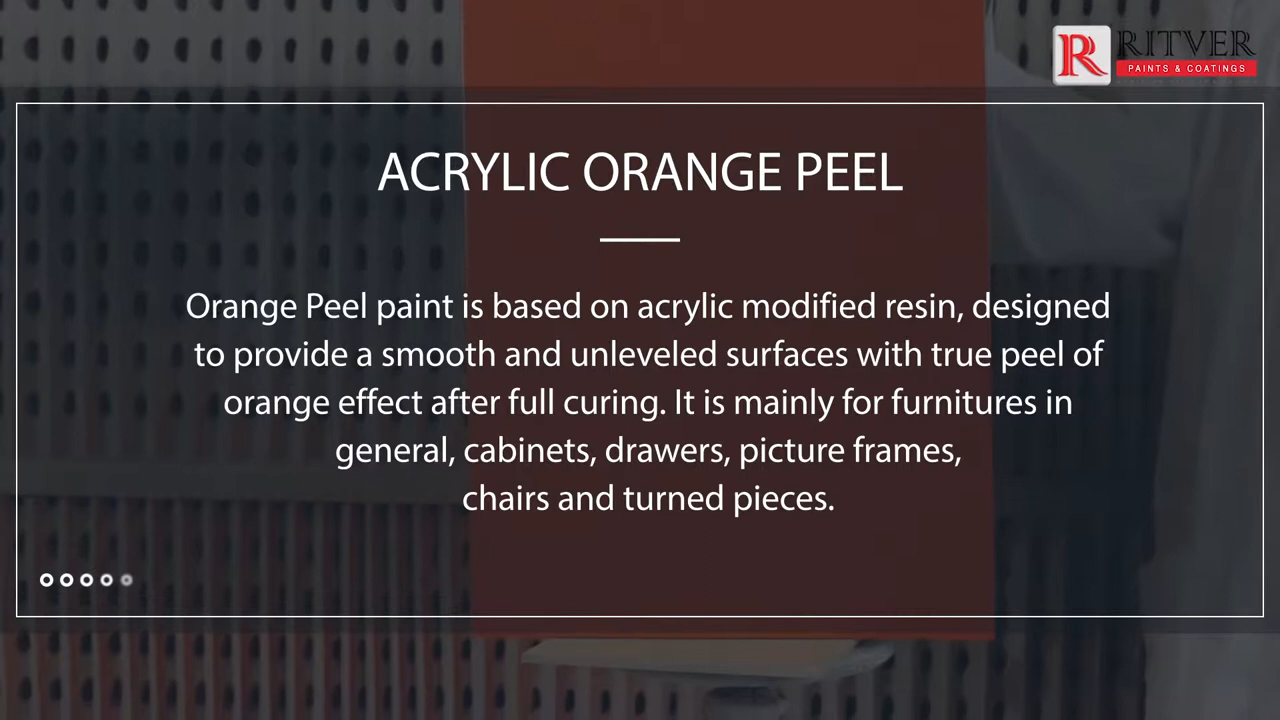 RITVER
PAINTS & COATINGS
ACRYLIC ORANGE PEEL
Orange Peel paint is based on acrylic modified resin, designed
to provide a smooth and unleveled surfaces with true peel of
orange effect after full curing. It is mainly for furnitures in
general, cabinets, drawers, picture frames,
chairs and turned pieces.